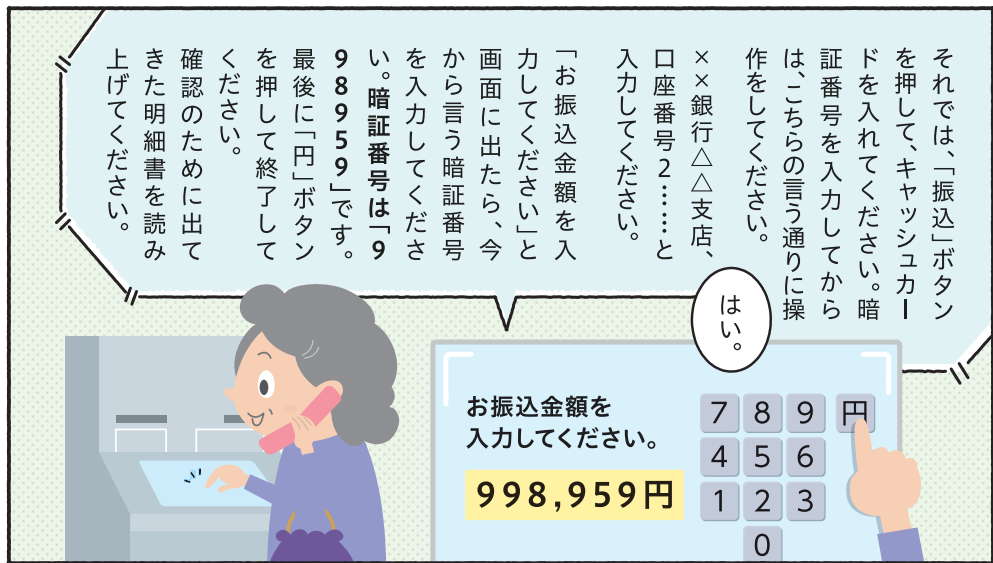 それでは、「振込」ボタン
を押して、キャッシュカー
ドを入れてください。暗
証番号を入力してから
は、こちらの言う通りに操
作をしてください。
××銀行△△支店、
口座番号2……と
入力してください。
「お振込金額を入
力してください」と
画面に出たら、今
から言う暗証番号
を入力してくださ
い。暗証番号は「9
98959」です。
最後に「円」ボタン
を押して終了して
ください。
確認のために出て
きた明細書を読み
上げてください。
はい。
お振込金額を
入力してください。
998,959円
7 8 9 円
4 5 6
1 2 3
0